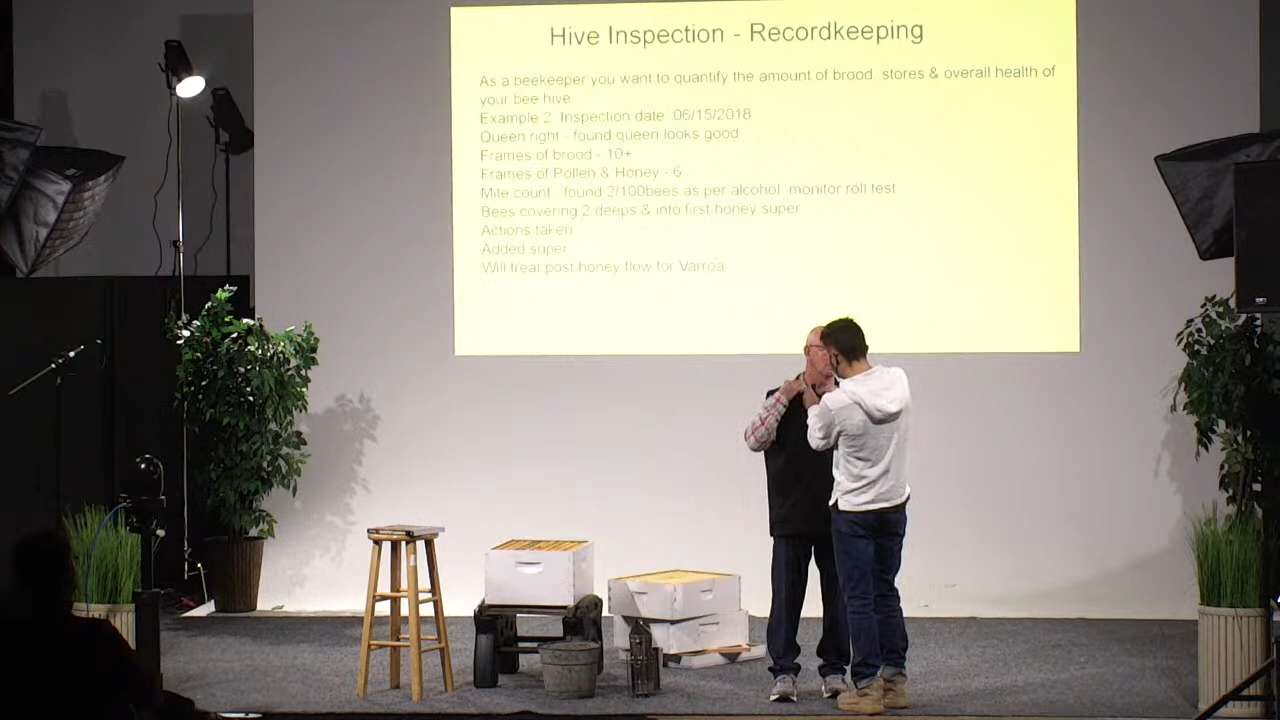 Hive Inspection - Recordkeeping
As a beekeeper you want to quantify the amount of brood, stores & overall health of
your bee hive.
Example 2. Inspection date: 06/15/2018
Queen right - found queen looks good
Frames of brood - 10+
Frames of Pollen & Honey - 6
Mite count: found 2/100bees as per alcohol monitor roll test
Bees covering 2 deeps & into first honey super
Actions taken
Added super
Will treat post honey flow for Varroa